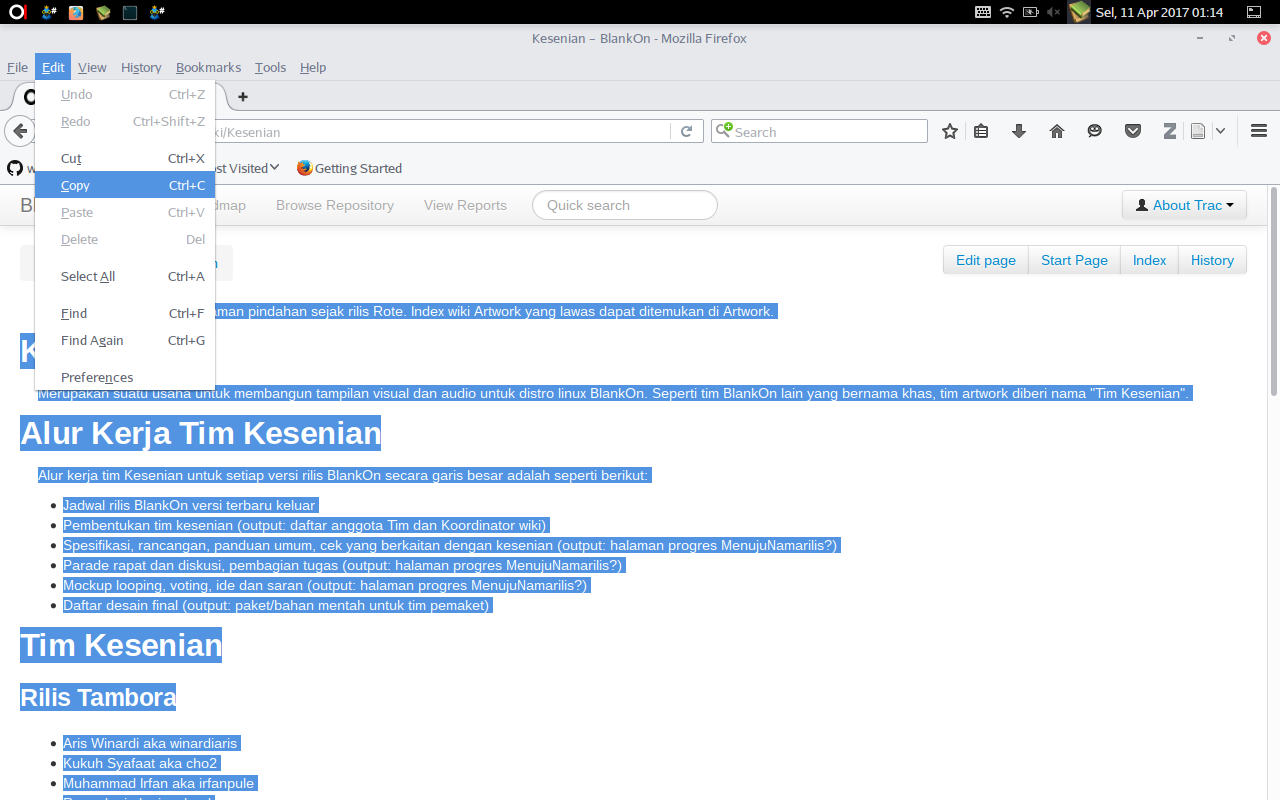 Sel, 11 Apr 2017 01:14
Kesenian – BlankOn - Mozilla Firefox
File Edit View History Bookmarks Tools Help
Undo Ctrl+Z
Redo Ctrl+Shift+Z
Cut Ctrl+X
Copy Ctrl+C
Paste Ctrl+V
Delete Del
Select All Ctrl+A
Find Ctrl+F
Find Again Ctrl+G
Preferences
/Kesenian
Search
Visited
Getting Started
Browse Repository View Reports Quick search About Trac
Edit page Start Page Index History
pindahan sejak rilis Rote. Index wiki Artwork yang lawas dapat ditemukan di Artwork.
Merupakan suatu usaha untuk membangun tampilan visual dan audio untuk distro linux BlankOn. Seperti tim BlankOn lain yang bernama khas, tim artwork diberi nama "Tim Kesenian".
Alur Kerja Tim Kesenian
Alur kerja tim Kesenian untuk setiap versi rilis BlankOn secara garis besar adalah seperti berikut:
Jadwal rilis BlankOn versi terbaru keluar
Pembentukan tim kesenian (output: daftar anggota Tim dan Koordinator wiki)
Spesifikasi, rancangan, panduan umum, cek yang berkaitan dengan kesenian (output: halaman progres MenujuNamarilis?)
Parade rapat dan diskusi, pembagian tugas (output: halaman progres MenujuNamarilis?)
Mockup looping, voting, ide dan saran (output: halaman progres MenujuNamarilis?)
Daftar desain final (output: paket/bahan mentah untuk tim pemaket)
Tim Kesenian
Rilis Tambora
Aris Winardi aka winardiaris
Kukuh Syafaat aka cho2
Muhammad Irfan aka irfanpule